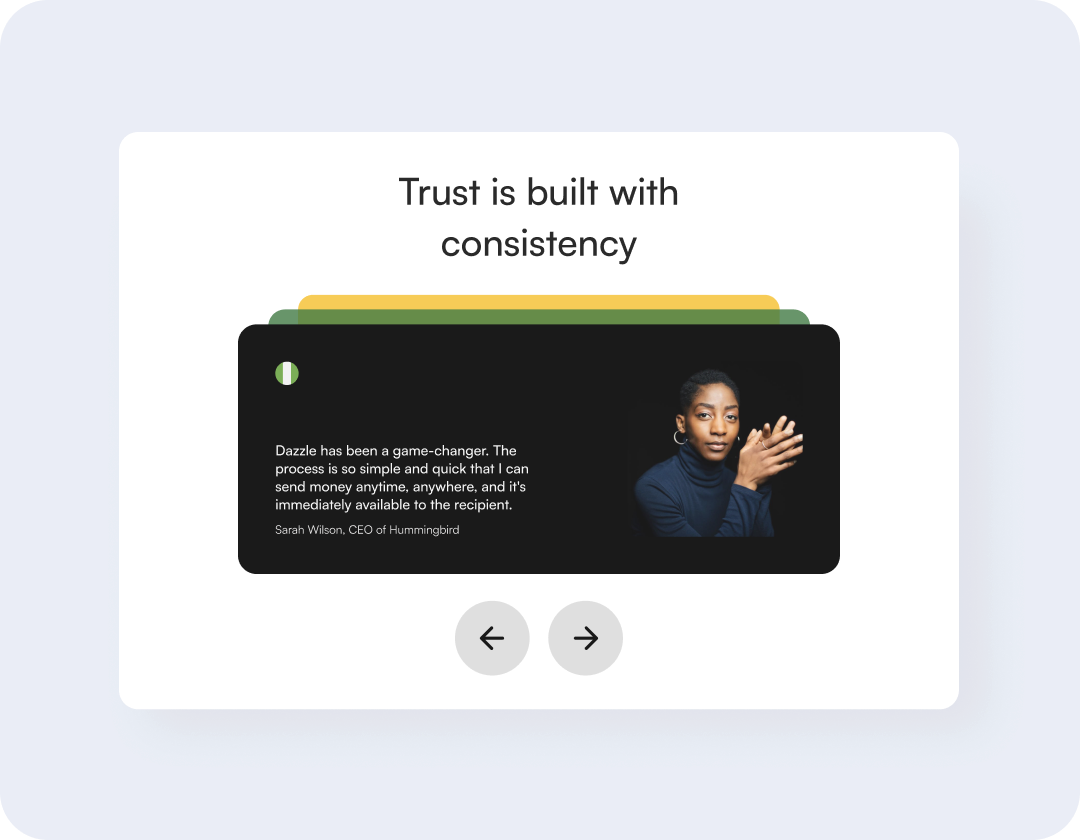 Trust is built with
consistency
Dazzle has been a game-changer. The
process is so simple and quick that I can
send money anytime, anywhere, and it's
immediately available to the recipient.
Sarah Wilson, CEO of Hummingbird